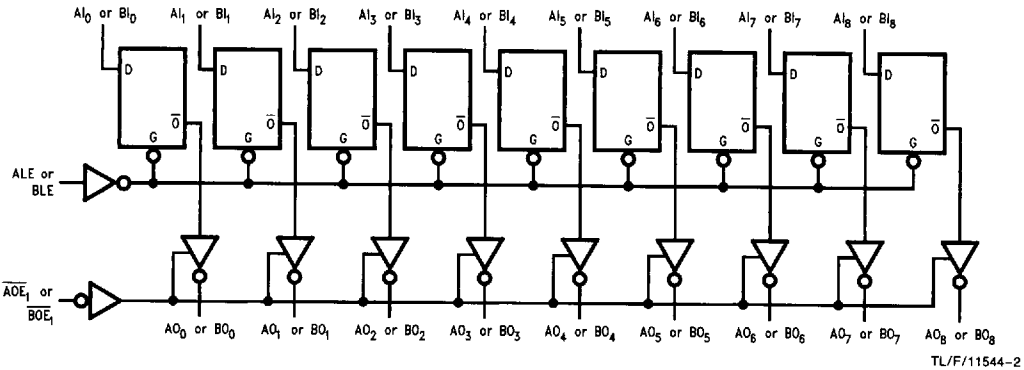 AI₀ or BI₀ AI₁ or BI₁ AI₂ or BI₂ AI₃ or BI₃ AI₄ or BI₄ AI₅ or BI₅ AI₆ or BI₆ AI₇ or BI₇ AI₈ or BI₈
D D D D D D D D D
O̅ O̅ O̅ O̅ O̅ O̅ O̅ O̅ O̅
G G G G G G G G G
ALE or
BLE
A̅O̅E̅₁ or
B̅O̅E̅₁
AO₀ or BO₀ AO₁ or BO₁ AO₂ or BO₂ AO₃ or BO₃ AO₄ or BO₄ AO₅ or BO₅ AO₆ or BO₆ AO₇ or BO₇ AO₈ or BO₈
TL/F/11544-2